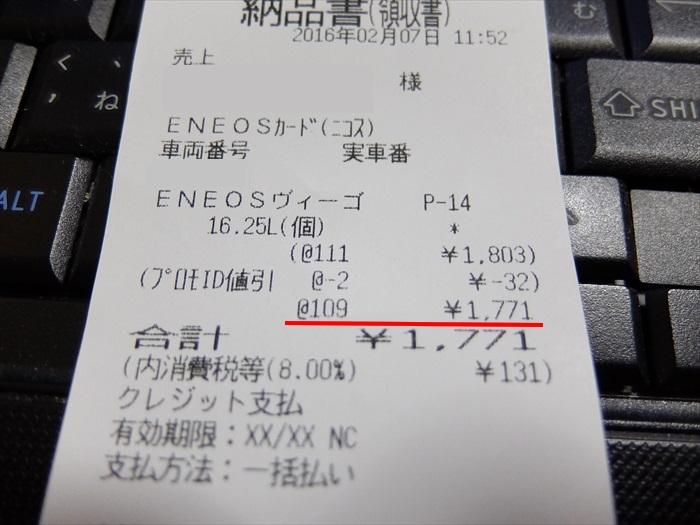 納品書(領収書)
2016年02月07日 11:52
売上
様
ENEOSカード(ニコス)
車両番号 実車番
ENEOSヴィーゴ P-14
16.25L(個) *
(@111 ¥1,803)
(プロモID値引 @-2 ¥-32)
@109 ¥1,771
合計 ¥1,771
(内消費税等(8.00%) ¥131)
クレジット支払
有効期限:XX/XX NC
支払方法:一括払い
く 、
, ね
ALT
む
SHI